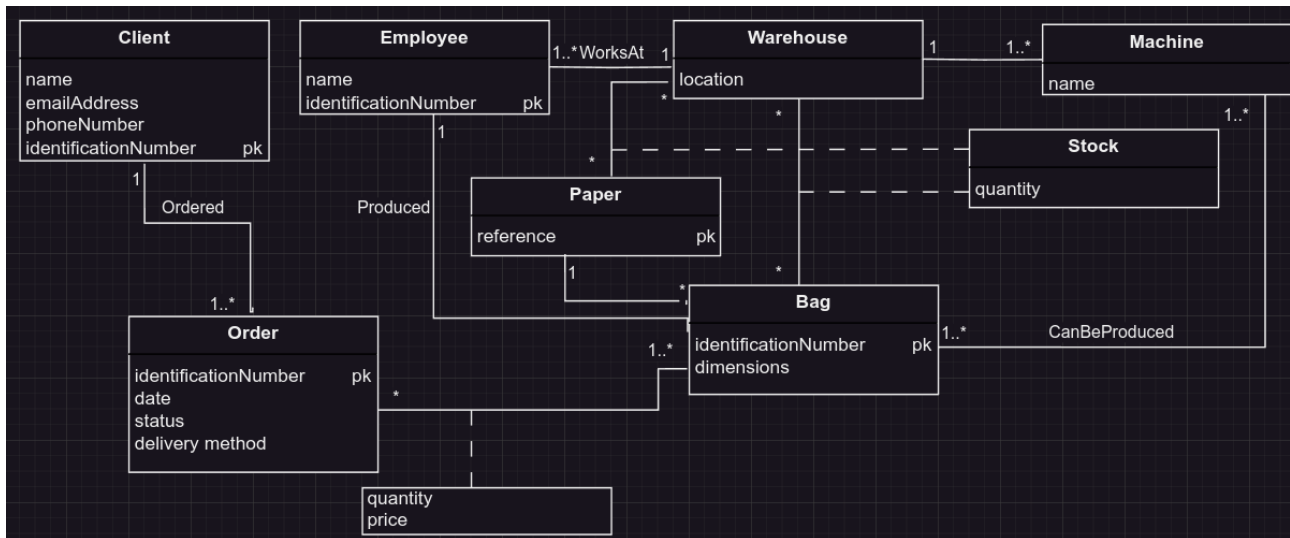 Client
name
emailAddress
phoneNumber
identificationNumber pk
1
Ordered
1..*
Employee
name
identificationNumber pk
1
Produced
1..* WorksAt 1
Warehouse
location
*
*
1
1..*
Machine
name
1..*
Stock
quantity
*
Paper
reference pk
1
*
*
Bag
identificationNumber pk
dimensions
1..*
CanBeProduced
1..*
Order
identificationNumber pk
date
status
delivery method
*
quantity
price